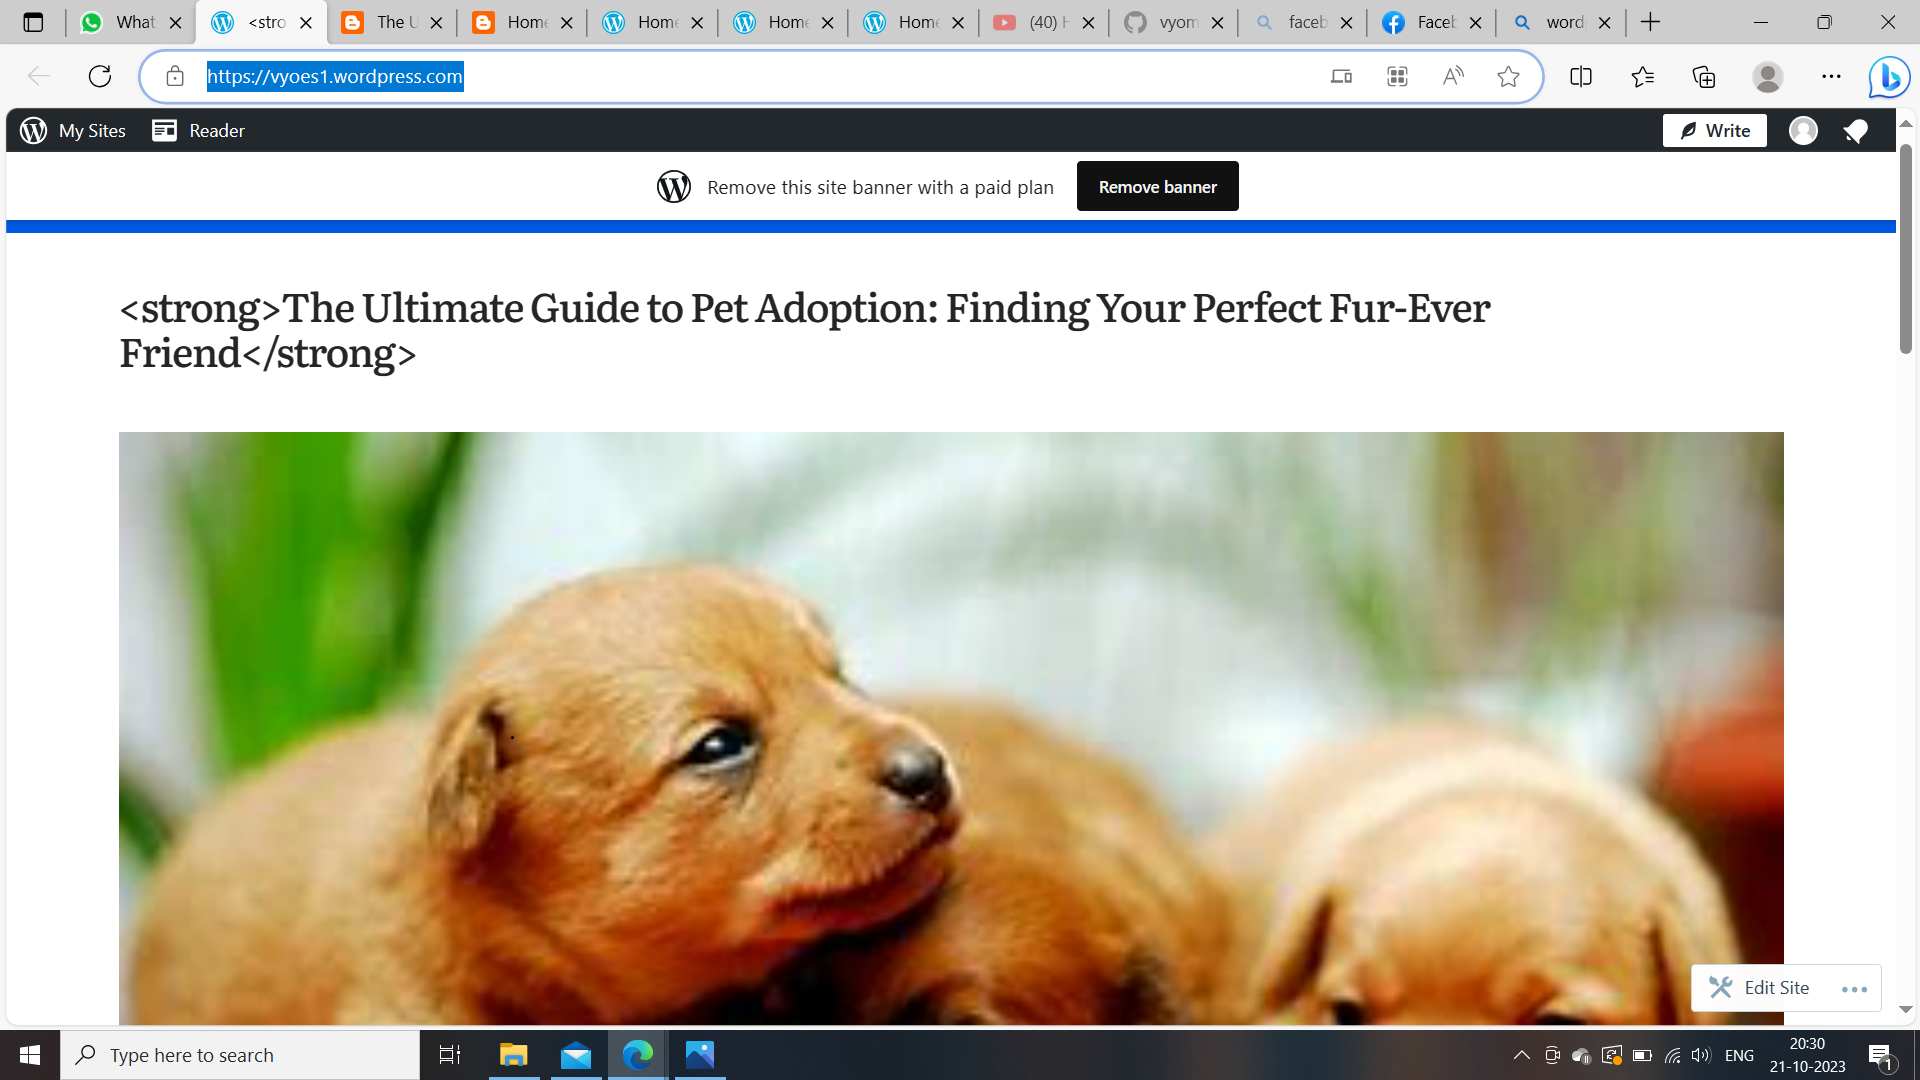 What
<stro
The U
Home
Home
Home
Home
(40) H
vyom
faceb
Faceb
word
https://vyoes1.wordpress.com
My Sites
Reader
Write
Remove this site banner with a paid plan
Remove banner
<strong>The Ultimate Guide to Pet Adoption: Finding Your Perfect Fur-Ever
Friend</strong>
Edit Site
Type here to search
ENG
20:30
21-10-2023
1